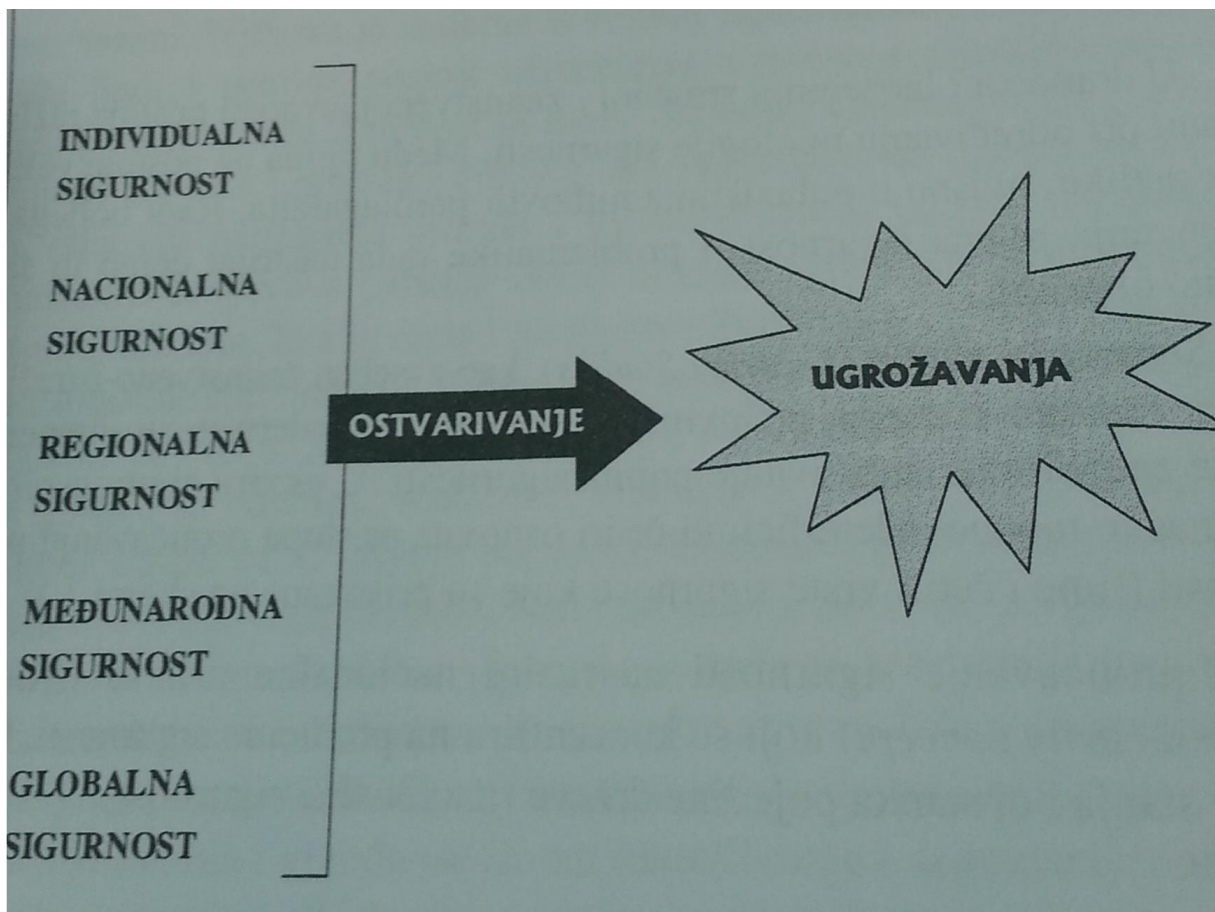 INDIVIDUALNA
SIGURNOST
NACIONALNA
SIGURNOST
REGIONALNA
SIGURNOST
MEĐUNARODNA
SIGURNOST
GLOBALNA
SIGURNOST
OSTVARIVANJE
UGROŽAVANJA